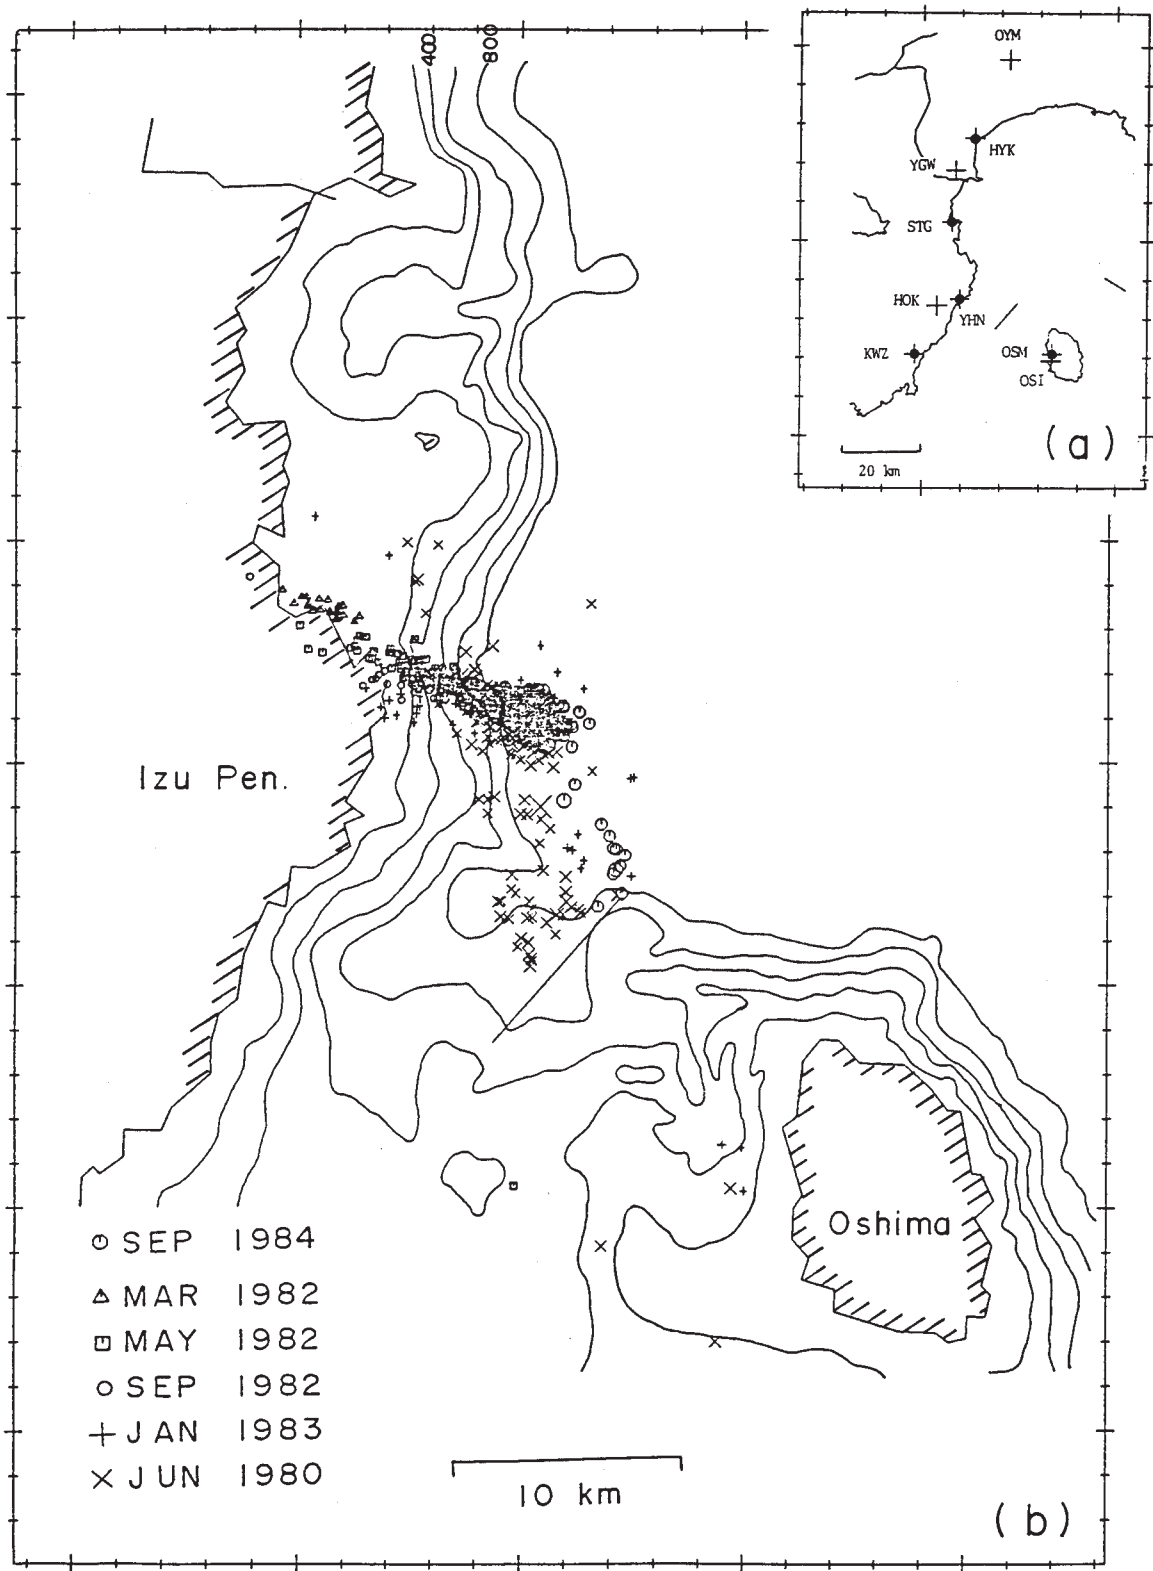 400
800
OYM
HYK
YGW
STG
HOK
YHN
KWZ
OSM
OSI
20 km
(a)
Izu Pen.
Oshima
SEP 1984
MAR 1982
MAY 1982
SEP 1982
JAN 1983
JUN 1980
10 km
(b)